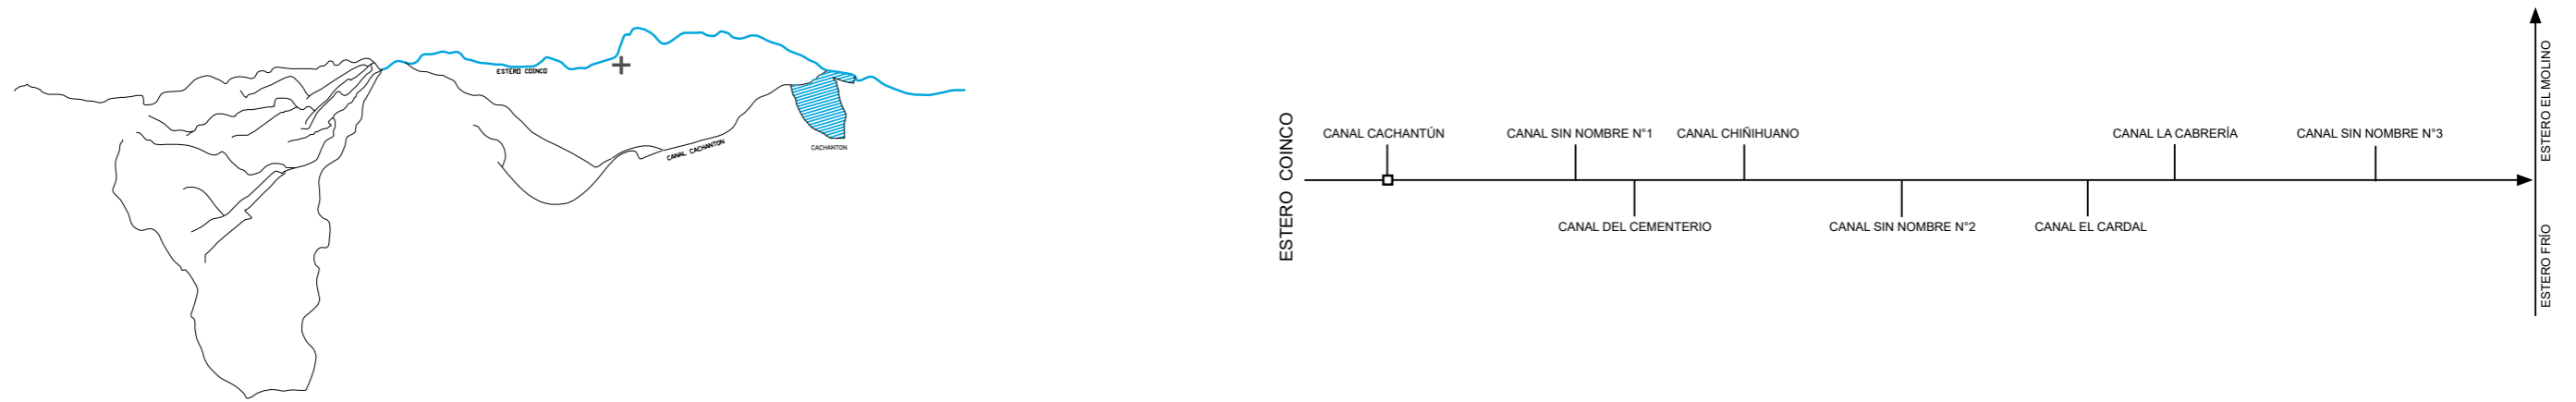 ESTERO COINCO
CANAL CACHANTON
CACHANTON
ESTERO COINCO
CANAL CACHANTÚN
CANAL SIN NOMBRE N°1
CANAL CHIÑIHUANO
CANAL LA CABRERÍA
CANAL SIN NOMBRE N°3
CANAL DEL CEMENTERIO
CANAL SIN NOMBRE N°2
CANAL EL CARDAL
ESTERO EL MOLINO
ESTERO FRÍO